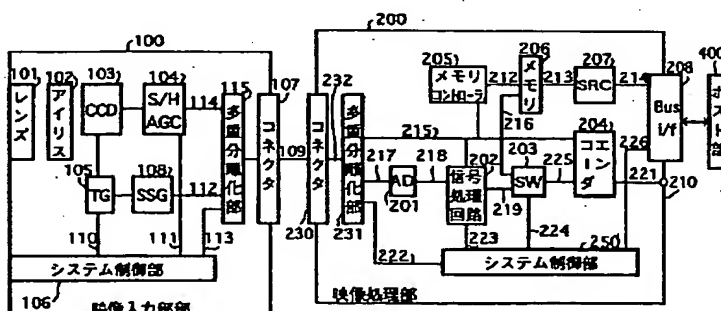 100
200
101
レンズ
102
アイリス
103
CCD
104
S/H
AGC
114
115
多重分離化部
107
コネクタ
109
232
コネクタ
230
多重分離化部
231
205
メモリ
コントローラ
212
206
メモリ
213
207
SRC
214
208
Bus
i/f
400
ホスト部
215
216
217
AD
201
218
信号
処理
回路
202
219
203
SW
225
204
エンコーダ
226
221
210
105
TG
108
SSG
112
110
111
113
システム制御部
106
映像入力部部
222
223
224
250
システム制御部
映像処理部